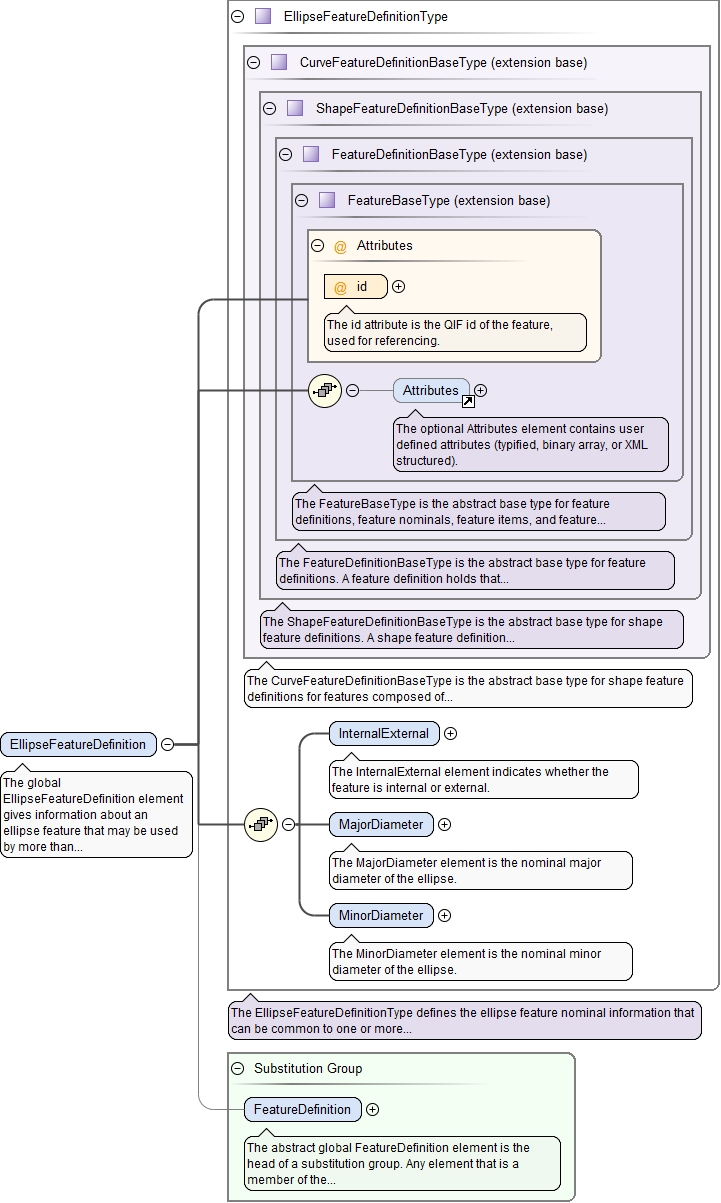 EllipseFeatureDefinitionType
CurveFeatureDefinitionBaseType (extension base)
ShapeFeatureDefinitionBaseType (extension base)
FeatureDefinitionBaseType (extension base)
FeatureBaseType (extension base)
@ Attributes
@ id
The id attribute is the QIF id of the feature,
used for referencing.
Attributes
The optional Attributes element contains user
defined attributes (typified, binary array, or XML
structured).
The FeatureBaseType is the abstract base type for feature
definitions, feature nominals, feature items, and feature...
The FeatureDefinitionBaseType is the abstract base type for feature
definitions. A feature definition holds that...
The ShapeFeatureDefinitionBaseType is the abstract base type for shape
feature definitions. A shape feature definition...
The CurveFeatureDefinitionBaseType is the abstract base type for shape feature
definitions for features composed of...
EllipseFeatureDefinition
The global
EllipseFeatureDefinition element
gives information about an
ellipse feature that may be used
by more than...
InternalExternal
The InternalExternal element indicates whether the
feature is internal or external.
MajorDiameter
The MajorDiameter element is the nominal major
diameter of the ellipse.
MinorDiameter
The MinorDiameter element is the nominal minor
diameter of the ellipse.
The EllipseFeatureDefinitionType defines the ellipse feature nominal information that
can be common to one or more...
Substitution Group
FeatureDefinition
The abstract global FeatureDefinition element is the
head of a substitution group. Any element that is a
member of the...